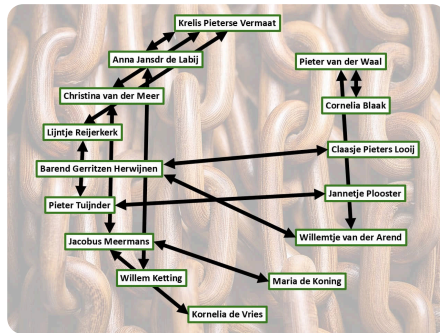 Krelis Pieterse Vermaat
Anna Jansdr de Labij
Pieter van der Waal
Christina van der Meer
Cornelia Blaak
Lijntje Reijerkerk
Claasje Pieters Looij
Barend Gerritzen Herwijnen
Jannetje Plooster
Pieter Tuijnder
Willemtje van der Arend
Jacobus Meermans
Willem Ketting
Maria de Koning
Kornelia de Vries